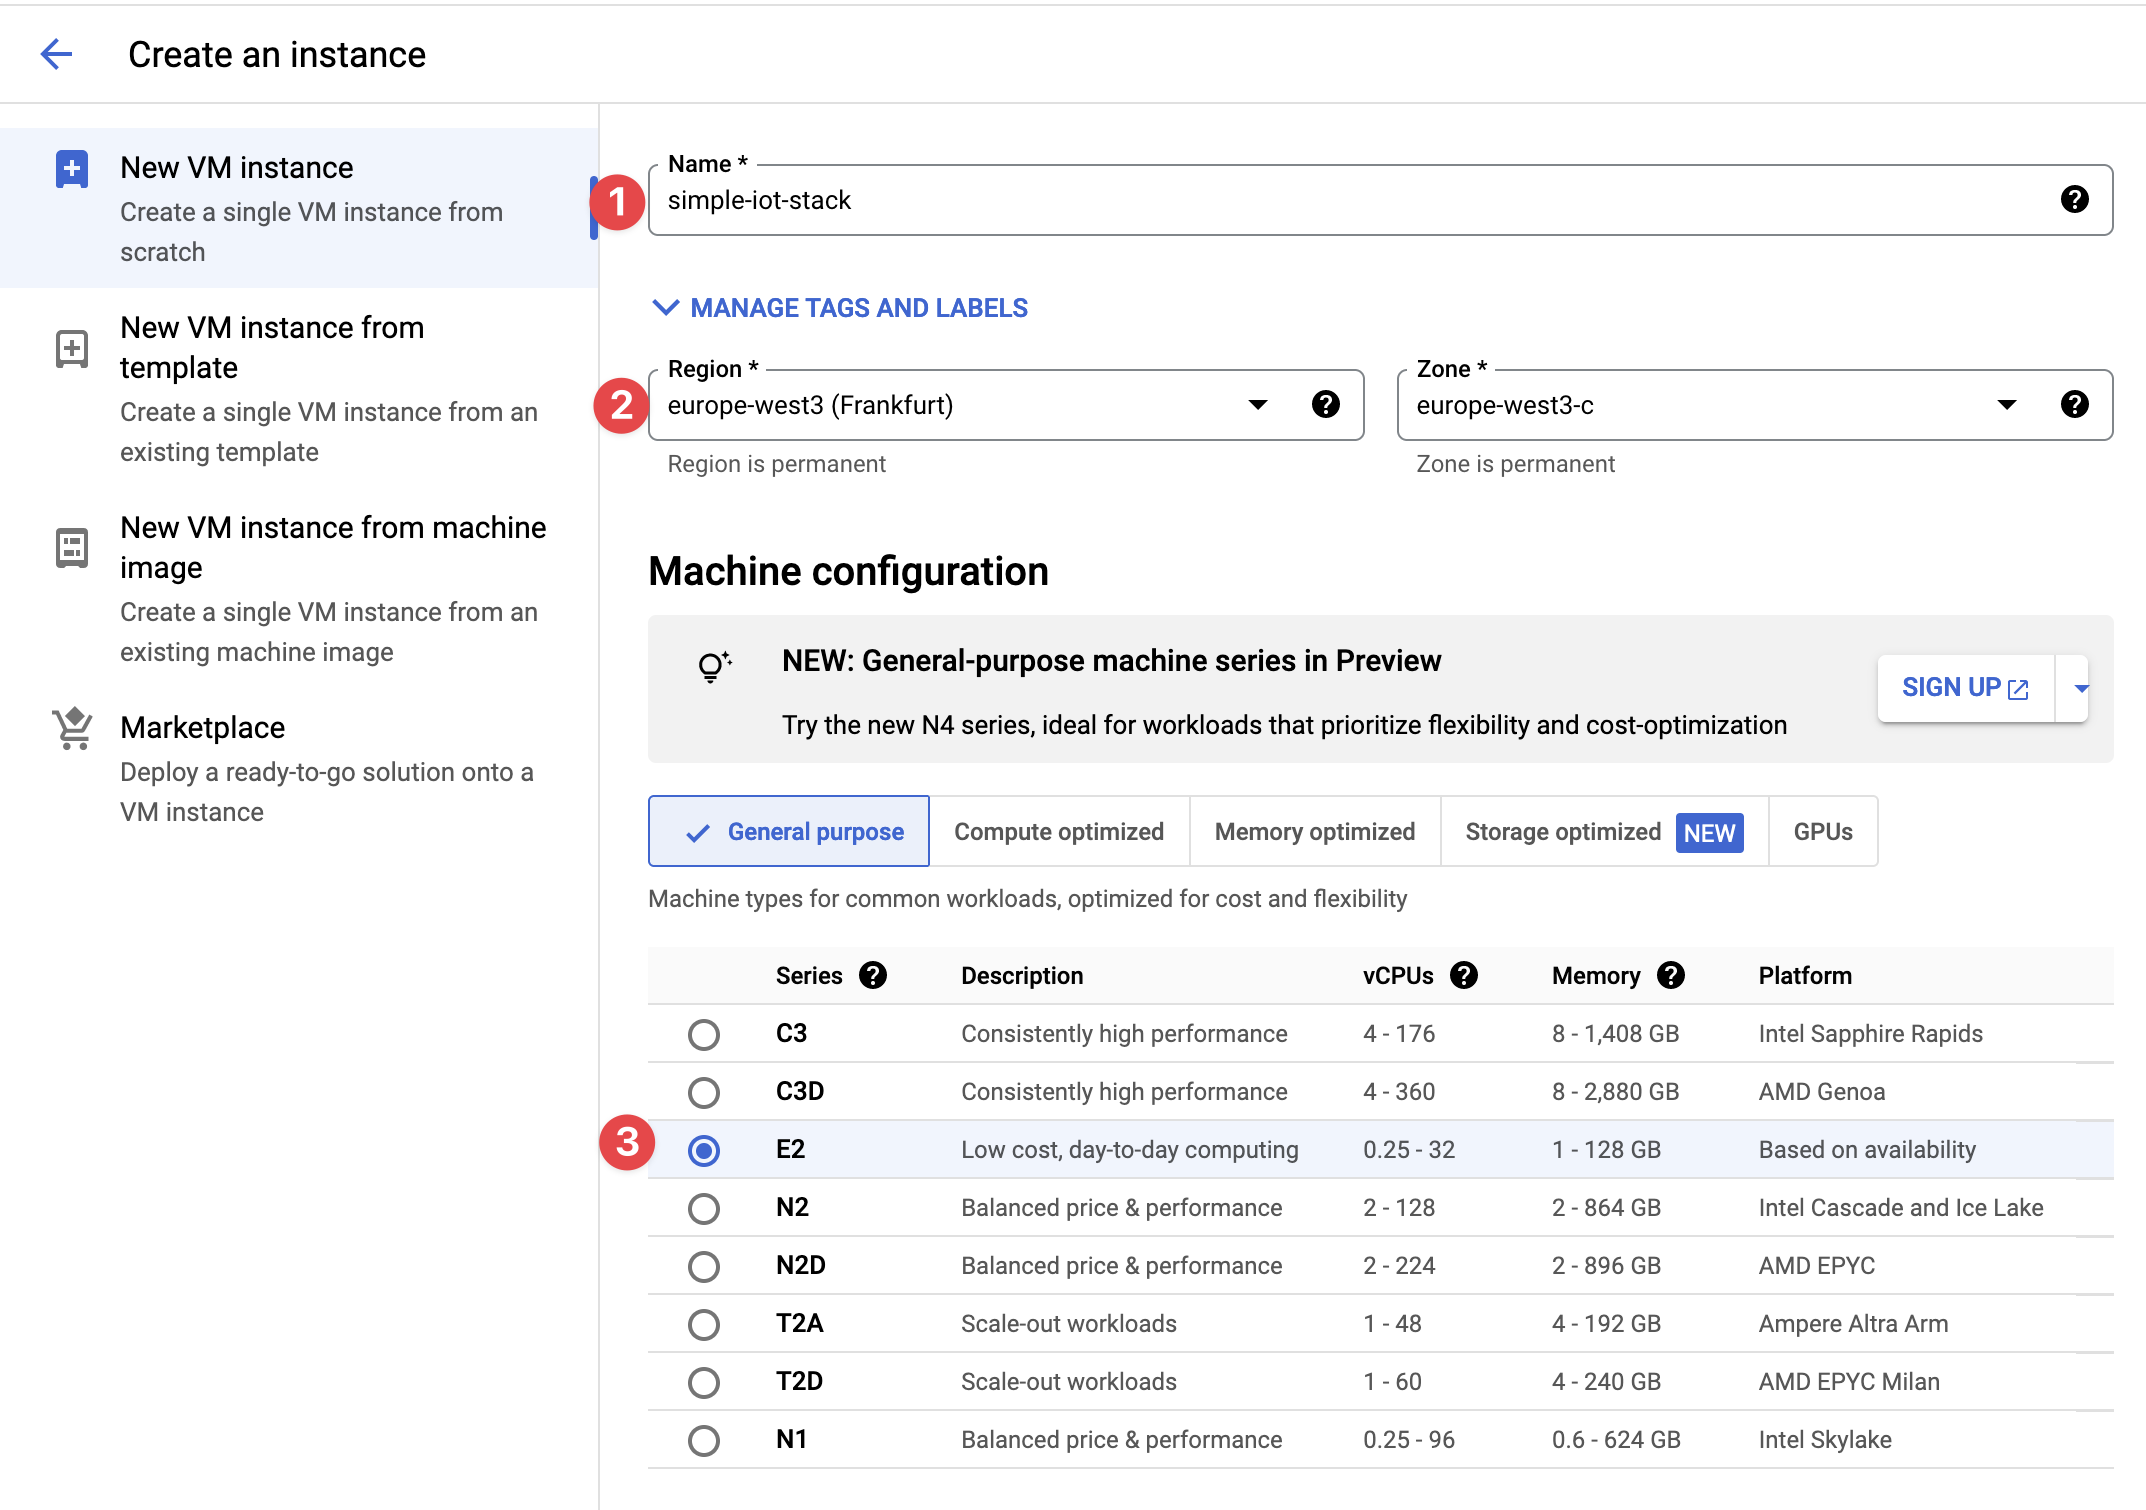 Create an instance
New VM instance
Create a single VM instance from
scratch
New VM instance from
template
Create a single VM instance from an
existing template
New VM instance from machine
image
Create a single VM instance from an
existing machine image
Marketplace
Deploy a ready-to-go solution onto a
VM instance
1
Name *
simple-iot-stack
MANAGE TAGS AND LABELS
2
Region *
europe-west3 (Frankfurt)
Region is permanent
Zone *
europe-west3-c
Zone is permanent
Machine configuration
NEW: General-purpose machine series in Preview
Try the new N4 series, ideal for workloads that prioritize flexibility and cost-optimization
SIGN UP
General purpose Compute optimized Memory optimized Storage optimized NEW GPUs
Machine types for common workloads, optimized for cost and flexibility
Series Description vCPUs Memory Platform
C3 Consistently high performance 4 - 176 8 - 1,408 GB Intel Sapphire Rapids
C3D Consistently high performance 4 - 360 8 - 2,880 GB AMD Genoa
3 E2 Low cost, day-to-day computing 0.25 - 32 1 - 128 GB Based on availability
N2 Balanced price & performance 2 - 128 2 - 864 GB Intel Cascade and Ice Lake
N2D Balanced price & performance 2 - 224 2 - 896 GB AMD EPYC
T2A Scale-out workloads 1 - 48 4 - 192 GB Ampere Altra Arm
T2D Scale-out workloads 1 - 60 4 - 240 GB AMD EPYC Milan
N1 Balanced price & performance 0.25 - 96 0.6 - 624 GB Intel Skylake